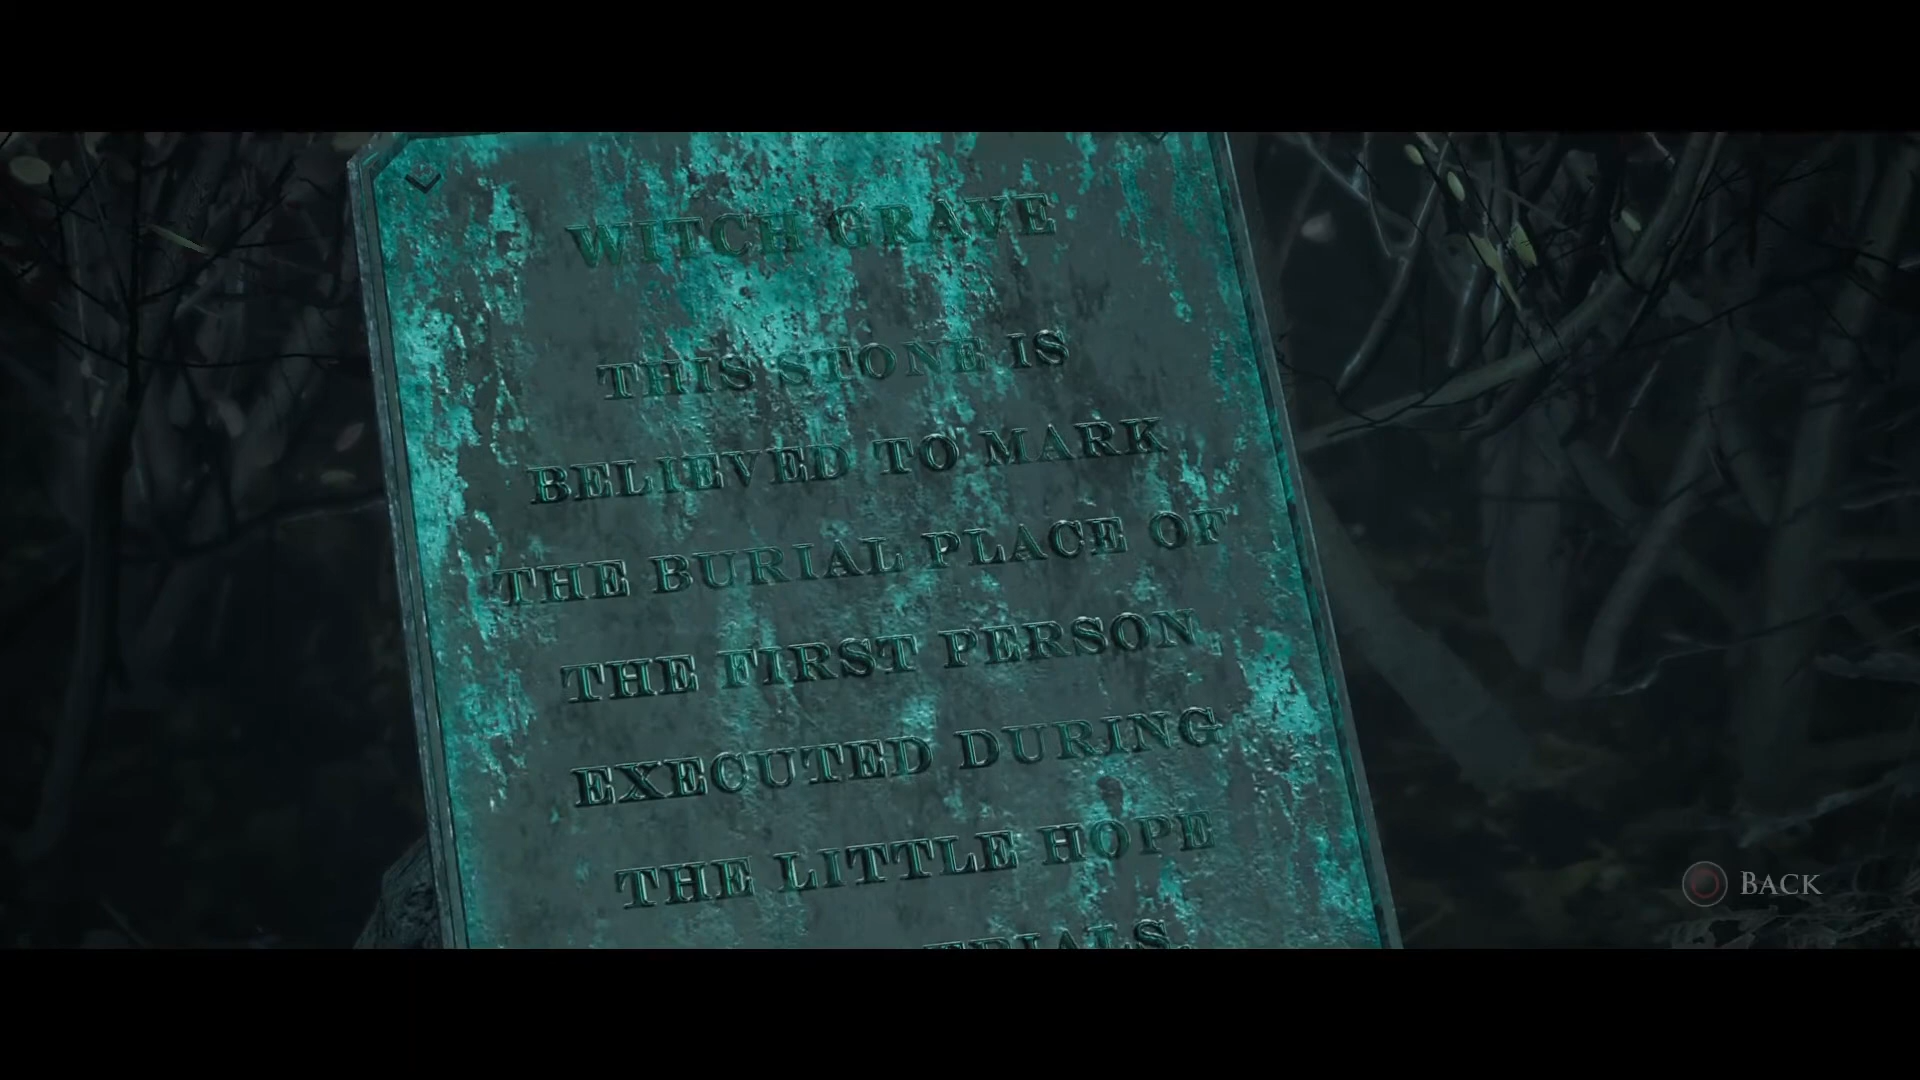 WITCH GRAVE
THIS STONE IS
BELIEVED TO MARK
THE BURIAL PLACE OF
THE FIRST PERSON
EXECUTED DURING
THE LITTLE HOPE
TRIALS.
BACK